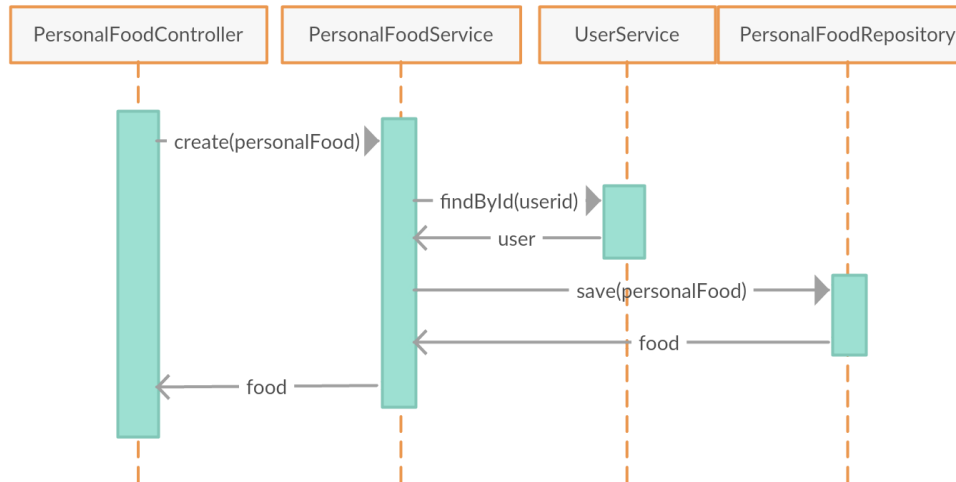 PersonalFoodController
PersonalFoodService
UserService
PersonalFoodRepository
create(personalFood)
findById(userid)
user
save(personalFood)
food
food